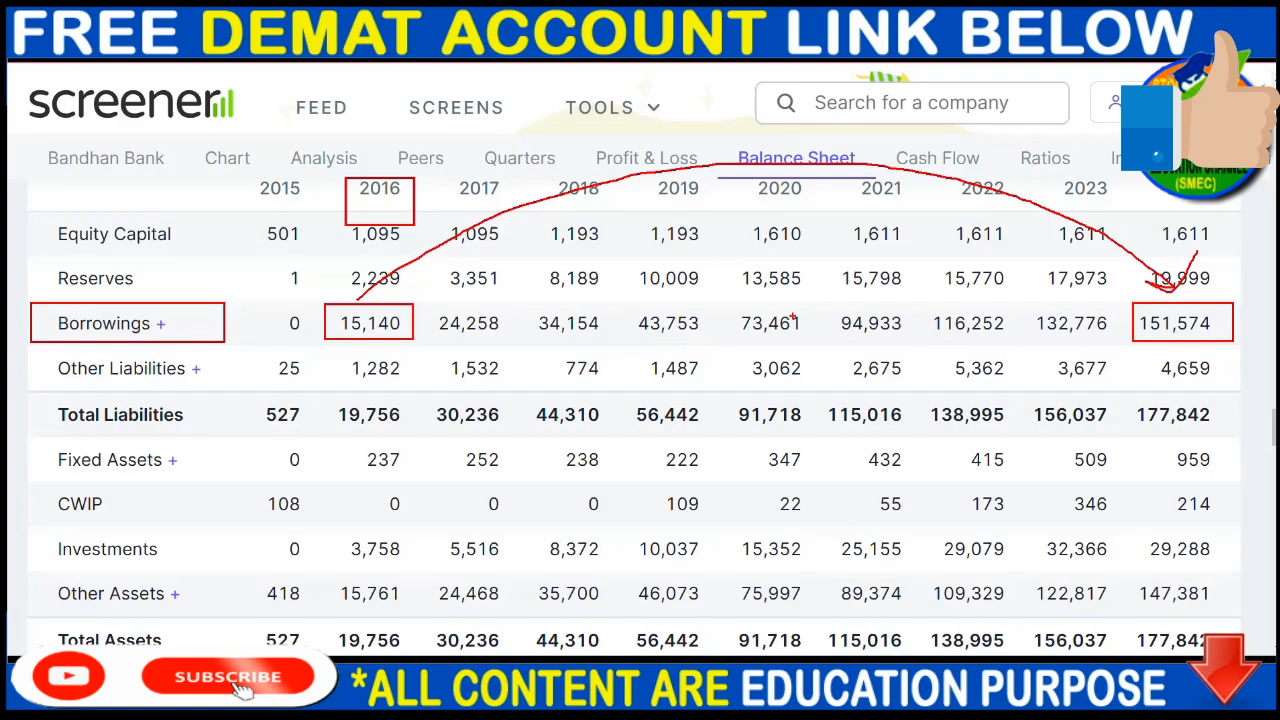 FREE DEMAT ACCOUNT LINK BELOW
screener FEED SCREENS TOOLS Search for a company
Bandhan Bank Chart Analysis Peers Quarters Profit & Loss Balance Sheet Cash Flow Ratios
EDUCATION CHANNEL
(SMEC)
2015 2016 2017 2018 2019 2020 2021 2022 2023
Equity Capital 501 1,095 1,095 1,193 1,193 1,610 1,611 1,611 1,611 1,611
Reserves 1 2,239 3,351 8,189 10,009 13,585 15,798 15,770 17,973 19,999
Borrowings + 0 15,140 24,258 34,154 43,753 73,461 94,933 116,252 132,776 151,574
Other Liabilities + 25 1,282 1,532 774 1,487 3,062 2,675 5,362 3,677 4,659
Total Liabilities 527 19,756 30,236 44,310 56,442 91,718 115,016 138,995 156,037 177,842
Fixed Assets + 0 237 252 238 222 347 432 415 509 959
CWIP 108 0 0 0 109 22 55 173 346 214
Investments 0 3,758 5,516 8,372 10,037 15,352 25,155 29,079 32,366 29,288
Other Assets + 418 15,761 24,468 35,700 46,073 75,997 89,374 109,329 122,817 147,381
Total Assets 527 19,756 30,236 44,310 56,442 91,718 115,016 138,995 156,037 177,842
SUBSCRIBE
*ALL CONTENT ARE EDUCATION PURPOSE